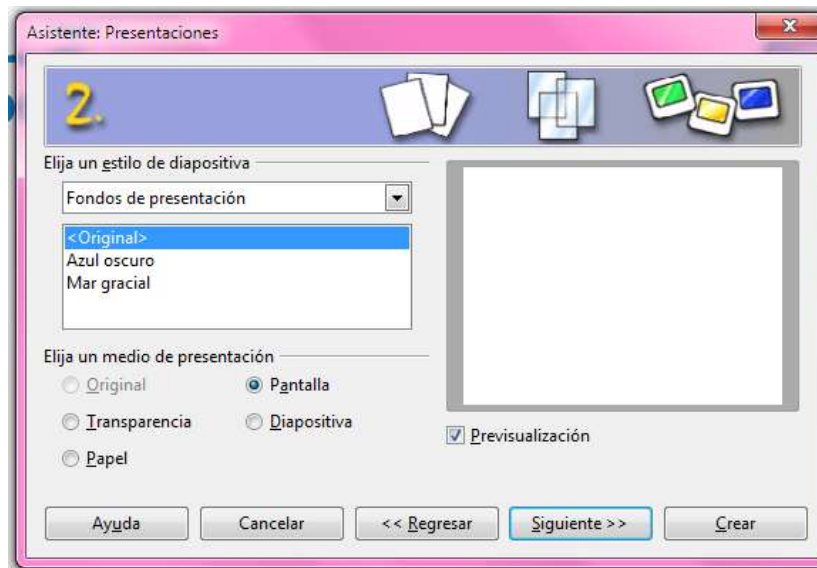 Asistente: Presentaciones
2.
Elija un estilo de diapositiva
Fondos de presentación
<Original>
Azul oscuro
Mar gracial
Elija un medio de presentación
Original
Pantalla
Transparencia
Diapositiva
Papel
Previsualización
Ayuda
Cancelar
<< Regresar
Siguiente >>
Crear